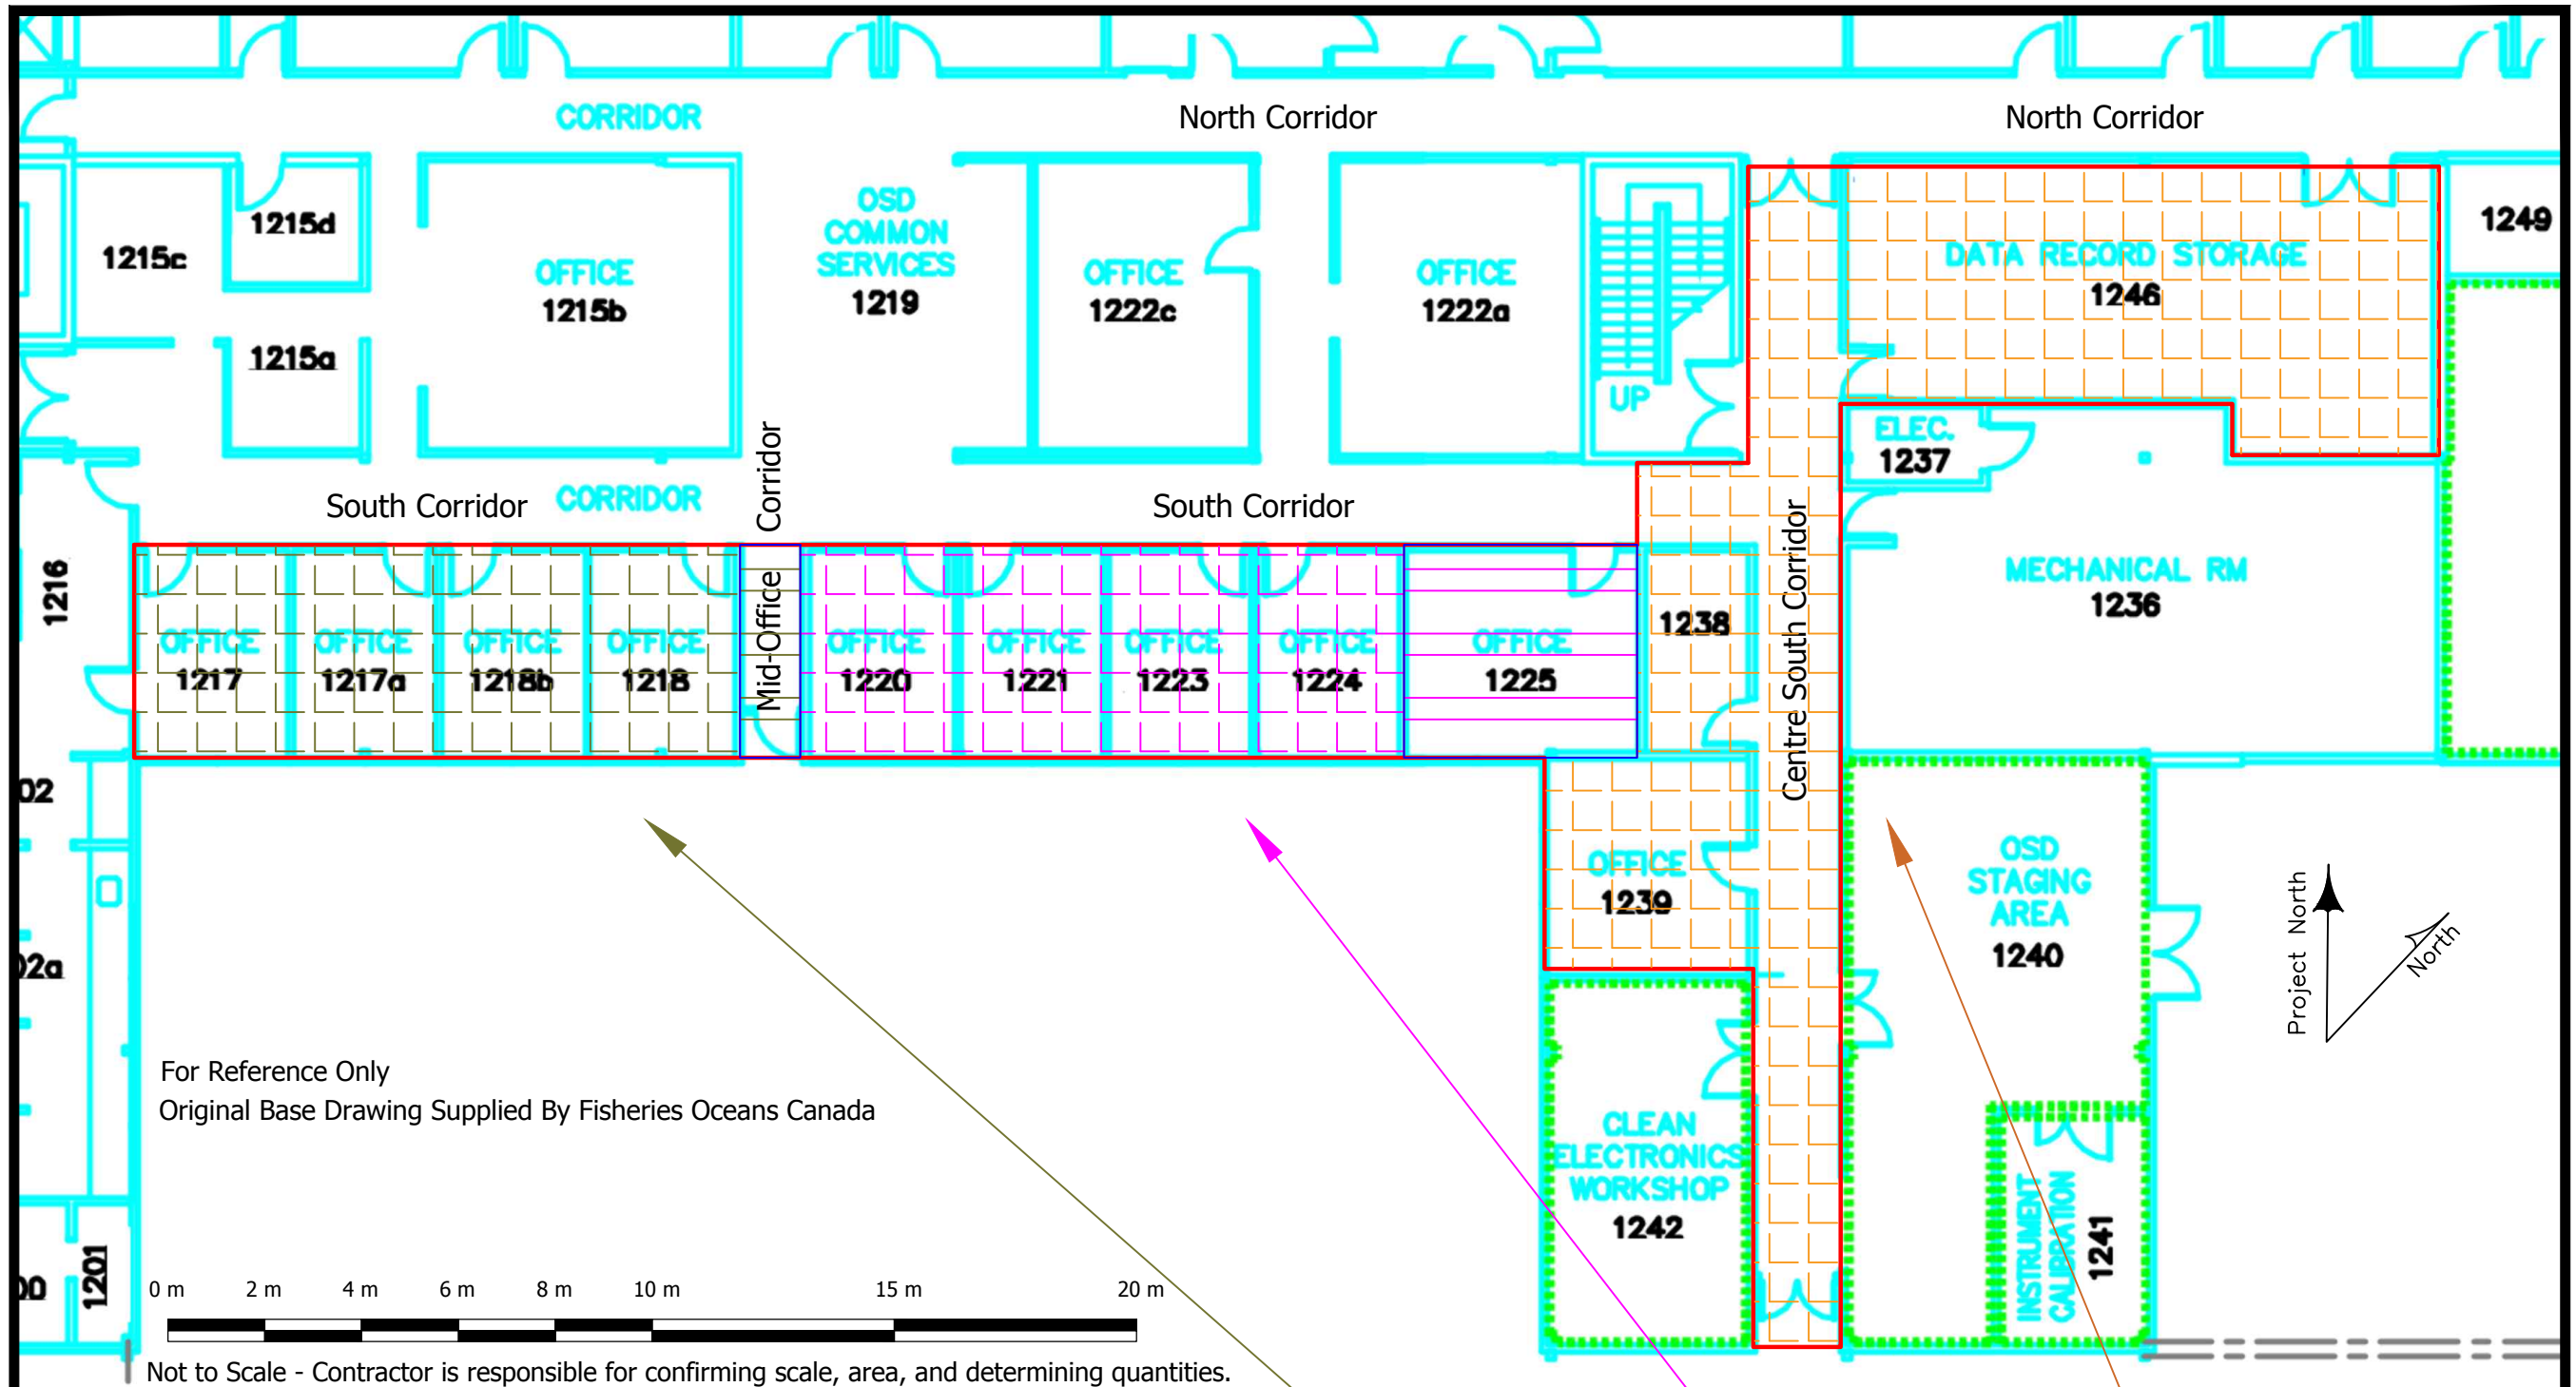 CORRIDOR
North Corridor
North Corridor
1215c
1215d
1215a
OFFICE
1215b
OSD
COMMON
SERVICES
1219
OFFICE
1222c
OFFICE
1222a
UP
DATA RECORD STORAGE
1246
1249
ELEC.
1237
South Corridor
CORRIDOR
Mid-Office Corridor
South Corridor
Centre South Corridor
MECHANICAL RM
1236
1216
OFFICE
1217
OFFICE
1217a
OFFICE
1218b
OFFICE
1218
OFFICE
1220
OFFICE
1221
OFFICE
1223
OFFICE
1224
OFFICE
1225
1238
OFFICE
1239
OSD
STAGING
AREA
1240
Project North
North
02
02a
00
1201
For Reference Only
Original Base Drawing Supplied By Fisheries Oceans Canada
CLEAN
ELECTRONICS
WORKSHOP
1242
INSTRUMENT
CALIBRATION
1241
0 m 2 m 4 m 6 m 8 m 10 m 15 m 20 m
Not to Scale - Contractor is responsible for confirming scale, area, and determining quantities.